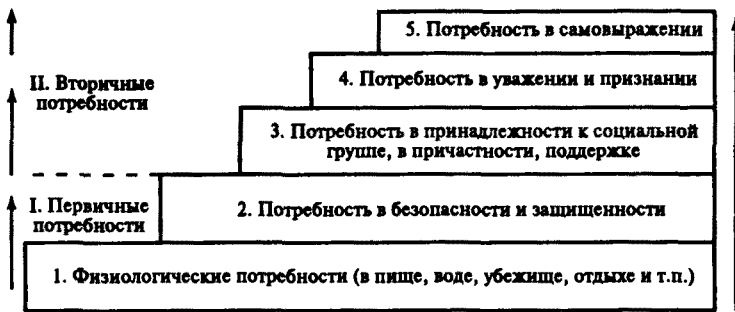 5. Потребность в самовыражении
II. Вторичные
потребности
4. Потребность в уважении и признании
3. Потребность в принадлежности к социальной
группе, в причастности, поддержке
I. Первичные
потребности
2. Потребность в безопасности и защищенности
1. Физиологические потребности (в пище, воде, убежище, отдыхе и т.п.)